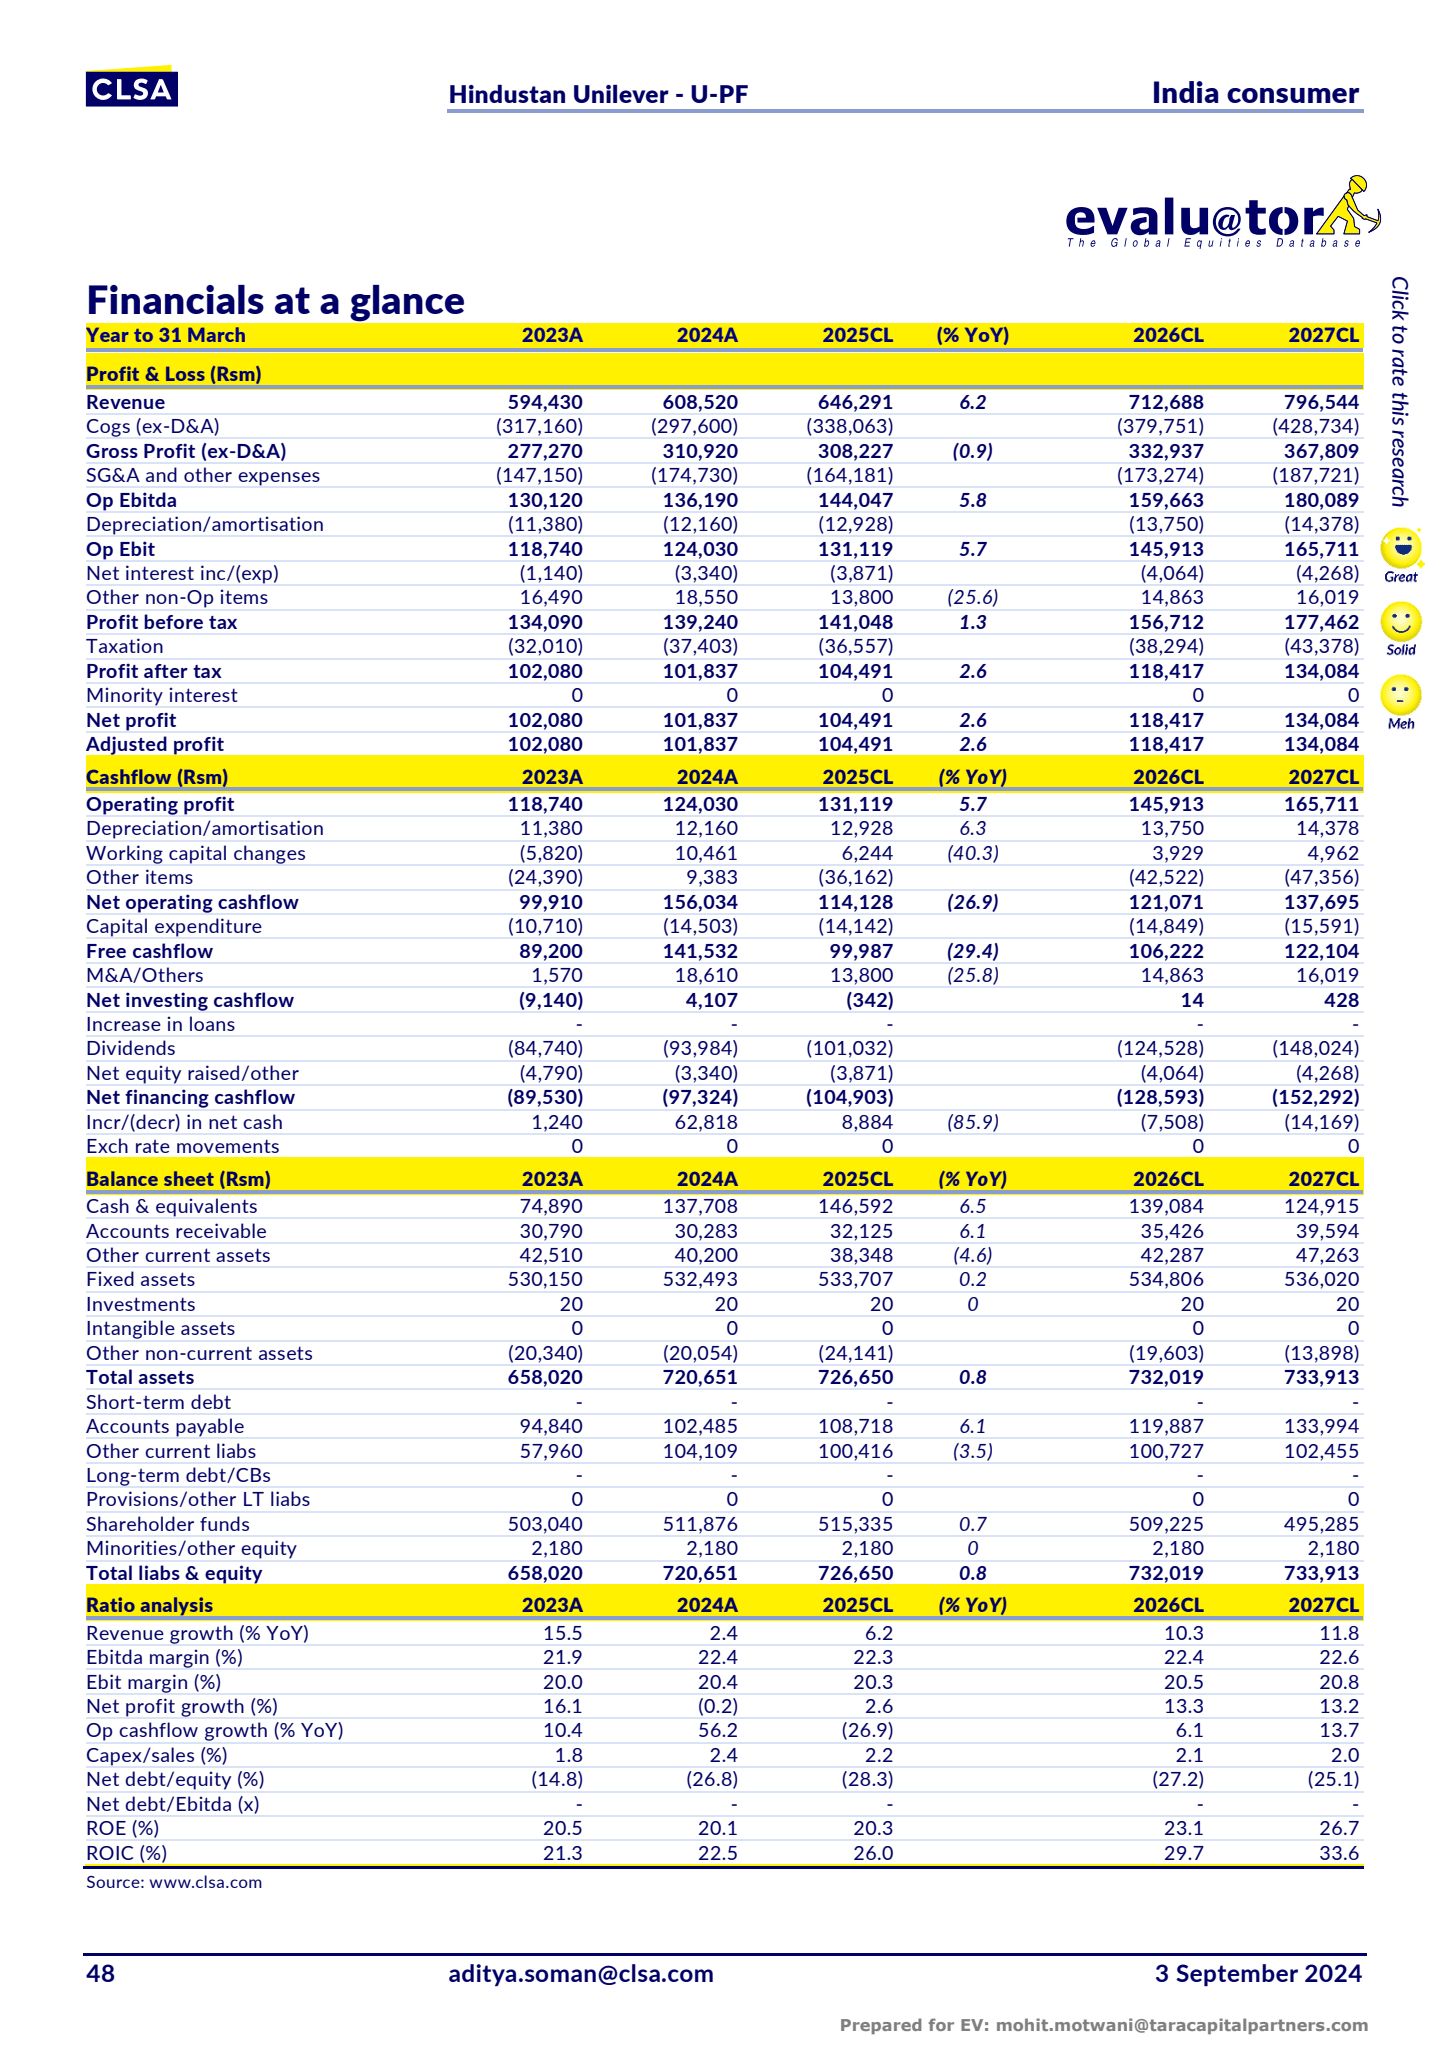 CLSA
Hindustan Unilever - U-PF India consumer
evalu@tor
The Global Equities Database
Click to rate this research
Great
Solid
Meh
Financials at a glance
Year to 31 March 2023A 2024A 2025CL (% YoY) 2026CL 2027CL
Profit & Loss (Rsm)
Revenue 594,430 608,520 646,291 6.2 712,688 796,544
Cogs (ex-D&A) (317,160) (297,600) (338,063) (379,751) (428,734)
Gross Profit (ex-D&A) 277,270 310,920 308,227 (0.9) 332,937 367,809
SG&A and other expenses (147,150) (174,730) (164,181) (173,274) (187,721)
Op Ebitda 130,120 136,190 144,047 5.8 159,663 180,089
Depreciation/amortisation (11,380) (12,160) (12,928) (13,750) (14,378)
Op Ebit 118,740 124,030 131,119 5.7 145,913 165,711
Net interest inc/(exp) (1,140) (3,340) (3,871) (4,064) (4,268)
Other non-Op items 16,490 18,550 13,800 (25.6) 14,863 16,019
Profit before tax 134,090 139,240 141,048 1.3 156,712 177,462
Taxation (32,010) (37,403) (36,557) (38,294) (43,378)
Profit after tax 102,080 101,837 104,491 2.6 118,417 134,084
Minority interest 0 0 0 0 0
Net profit 102,080 101,837 104,491 2.6 118,417 134,084
Adjusted profit 102,080 101,837 104,491 2.6 118,417 134,084
Cashflow (Rsm) 2023A 2024A 2025CL (% YoY) 2026CL 2027CL
Operating profit 118,740 124,030 131,119 5.7 145,913 165,711
Depreciation/amortisation 11,380 12,160 12,928 6.3 13,750 14,378
Working capital changes (5,820) 10,461 6,244 (40.3) 3,929 4,962
Other items (24,390) 9,383 (36,162) (42,522) (47,356)
Net operating cashflow 99,910 156,034 114,128 (26.9) 121,071 137,695
Capital expenditure (10,710) (14,503) (14,142) (14,849) (15,591)
Free cashflow 89,200 141,532 99,987 (29.4) 106,222 122,104
M&A/Others 1,570 18,610 13,800 (25.8) 14,863 16,019
Net investing cashflow (9,140) 4,107 (342) 14 428
Increase in loans - - - - -
Dividends (84,740) (93,984) (101,032) (124,528) (148,024)
Net equity raised/other (4,790) (3,340) (3,871) (4,064) (4,268)
Net financing cashflow (89,530) (97,324) (104,903) (128,593) (152,292)
Incr/(decr) in net cash 1,240 62,818 8,884 (85.9) (7,508) (14,169)
Exch rate movements 0 0 0 0 0
Balance sheet (Rsm) 2023A 2024A 2025CL (% YoY) 2026CL 2027CL
Cash & equivalents 74,890 137,708 146,592 6.5 139,084 124,915
Accounts receivable 30,790 30,283 32,125 6.1 35,426 39,594
Other current assets 42,510 40,200 38,348 (4.6) 42,287 47,263
Fixed assets 530,150 532,493 533,707 0.2 534,806 536,020
Investments 20 20 20 0 20 20
Intangible assets 0 0 0 0 0
Other non-current assets (20,340) (20,054) (24,141) (19,603) (13,898)
Total assets 658,020 720,651 726,650 0.8 732,019 733,913
Short-term debt - - - - -
Accounts payable 94,840 102,485 108,718 6.1 119,887 133,994
Other current liabs 57,960 104,109 100,416 (3.5) 100,727 102,455
Long-term debt/CBs - - - - -
Provisions/other LT liabs 0 0 0 0 0
Shareholder funds 503,040 511,876 515,335 0.7 509,225 495,285
Minorities/other equity 2,180 2,180 2,180 0 2,180 2,180
Total liabs & equity 658,020 720,651 726,650 0.8 732,019 733,913
Ratio analysis 2023A 2024A 2025CL (% YoY) 2026CL 2027CL
Revenue growth (% YoY) 15.5 2.4 6.2 10.3 11.8
Ebitda margin (%) 21.9 22.4 22.3 22.4 22.6
Ebit margin (%) 20.0 20.4 20.3 20.5 20.8
Net profit growth (%) 16.1 (0.2) 2.6 13.3 13.2
Op cashflow growth (% YoY) 10.4 56.2 (26.9) 6.1 13.7
Capex/sales (%) 1.8 2.4 2.2 2.1 2.0
Net debt/equity (%) (14.8) (26.8) (28.3) (27.2) (25.1)
Net debt/Ebitda (x) - - - - -
ROE (%) 20.5 20.1 20.3 23.1 26.7
ROIC (%) 21.3 22.5 26.0 29.7 33.6
Source: www.clsa.com
48 aditya.soman@clsa.com 3 September 2024
Prepared for EV: mohit.motwani@taracapitalpartners.com